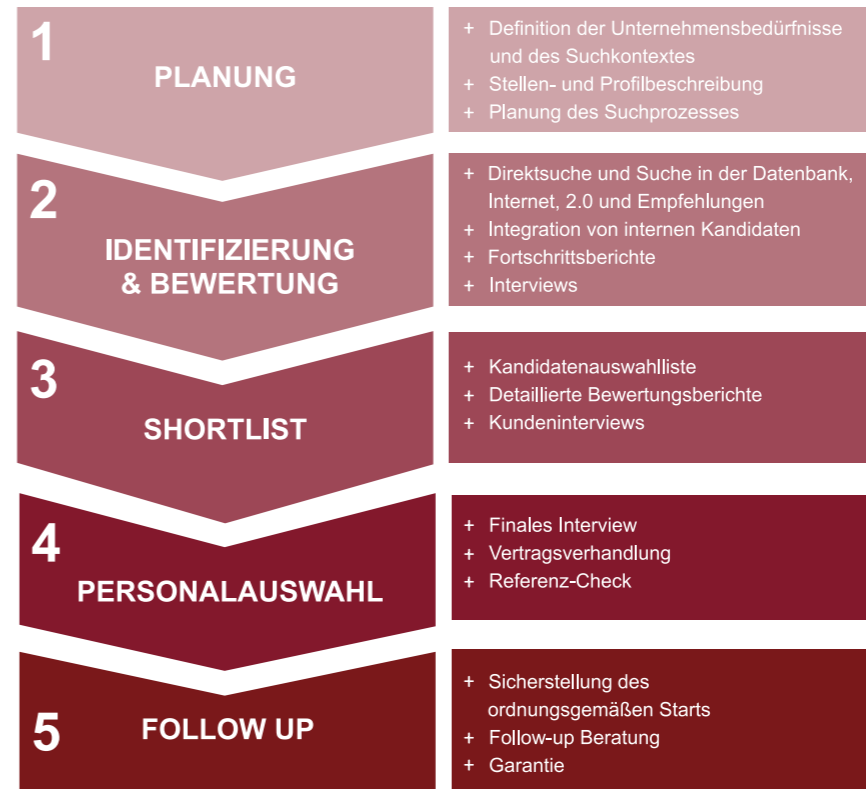 1
PLANUNG
+ Definition der Unternehmensbedürfnisse
und des Suchkontextes
+ Stellen- und Profilbeschreibung
+ Planung des Suchprozesses
2
IDENTIFIZIERUNG
& BEWERTUNG
+ Direktsuche und Suche in der Datenbank,
Internet, 2.0 und Empfehlungen
+ Integration von internen Kandidaten
+ Fortschrittsberichte
+ Interviews
3
SHORTLIST
+ Kandidatenauswahlliste
+ Detaillierte Bewertungsberichte
+ Kundeninterviews
4
PERSONALAUSWAHL
+ Finales Interview
+ Vertragsverhandlung
+ Referenz-Check
5
FOLLOW UP
+ Sicherstellung des
ordnungsgemäßen Starts
+ Follow-up Beratung
+ Garantie